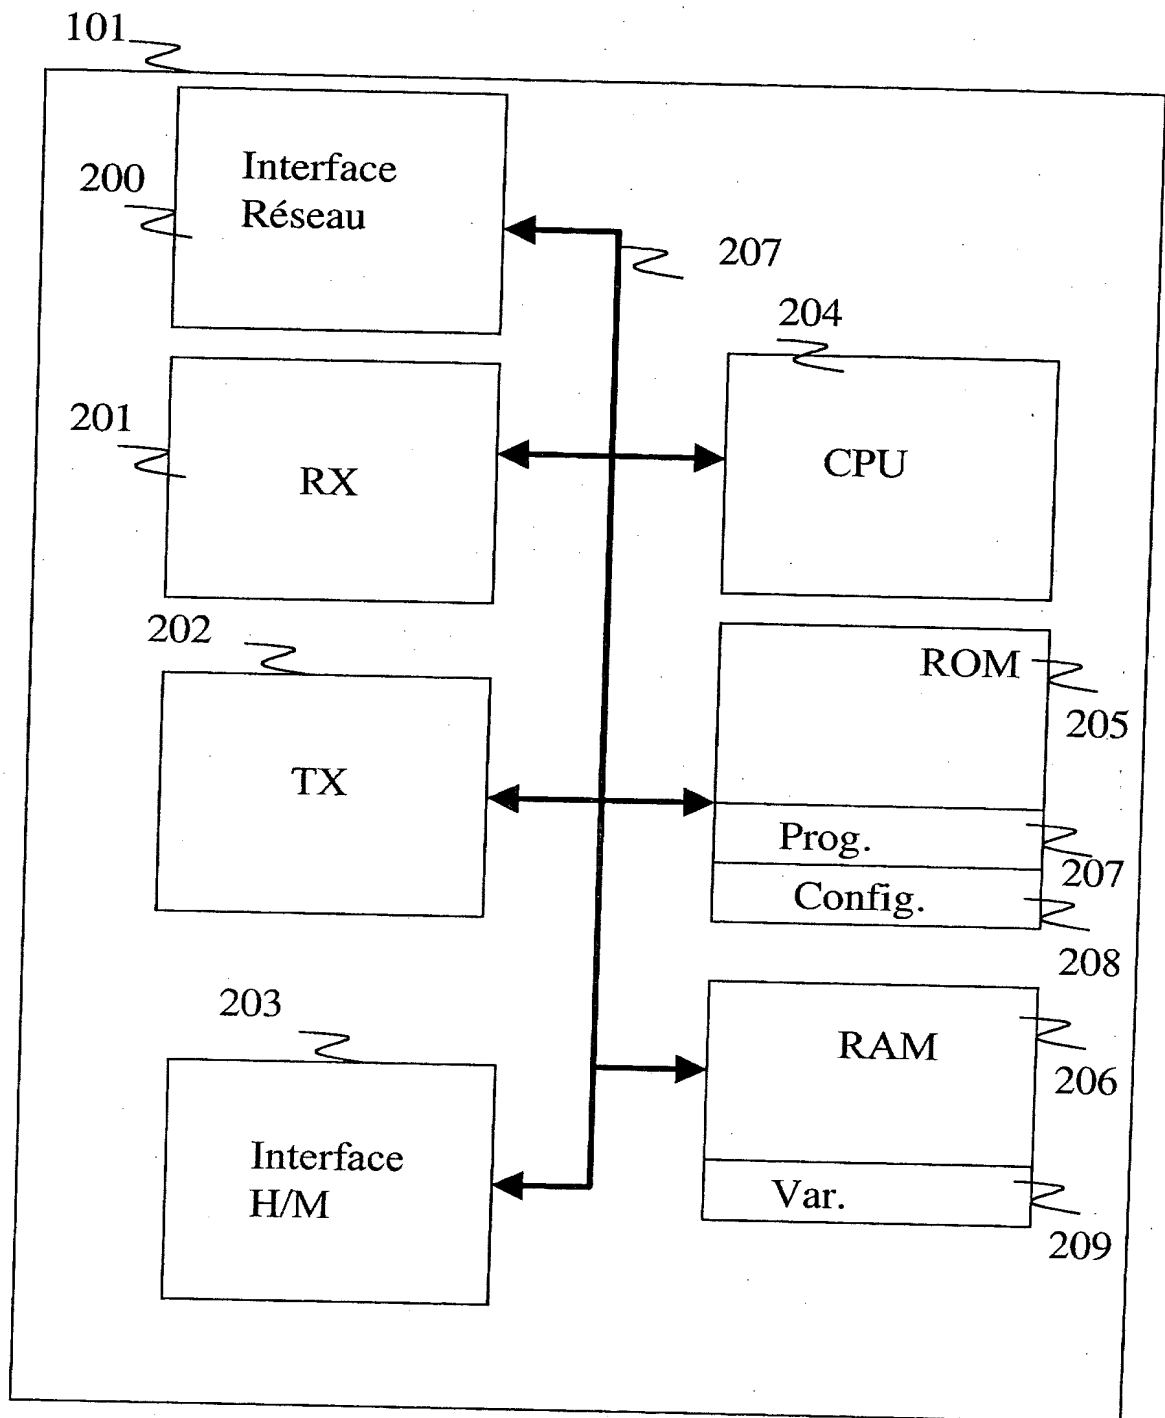 101
200
Interface
Réseau
207
204
201
RX
CPU
202
ROM
205
TX
Prog.
207
Config.
208
203
RAM
206
Interface
H/M
Var.
209